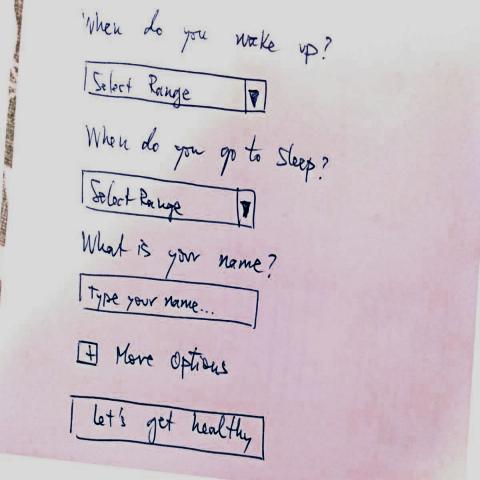 When do you wake up?
Select Range
When do you go to sleep?
Select Range
What is your name?
Type your name...
+ More Options
Let's get healthy